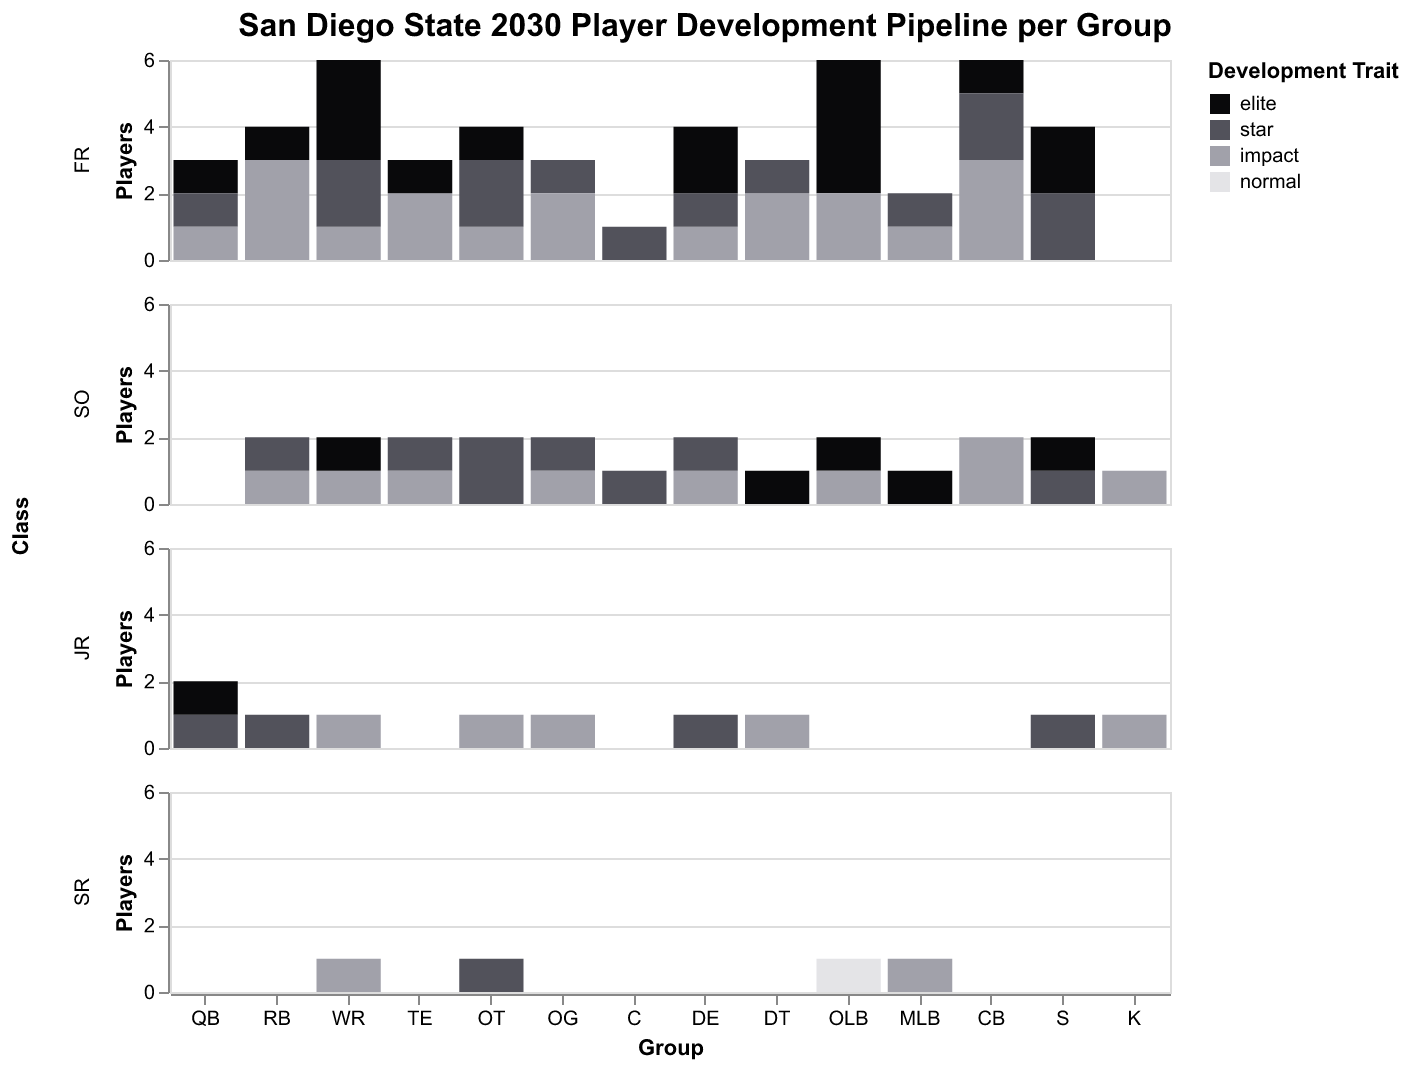 San Diego State 2030 Player Development Pipeline per Group
Development Trait
elite
star
impact
normal
Class
FR
Players
6
4
2
0
SO
Players
6
4
2
0
JR
Players
6
4
2
0
SR
Players
6
4
2
0
QB RB WR TE OT OG C DE DT OLB MLB CB S K
Group